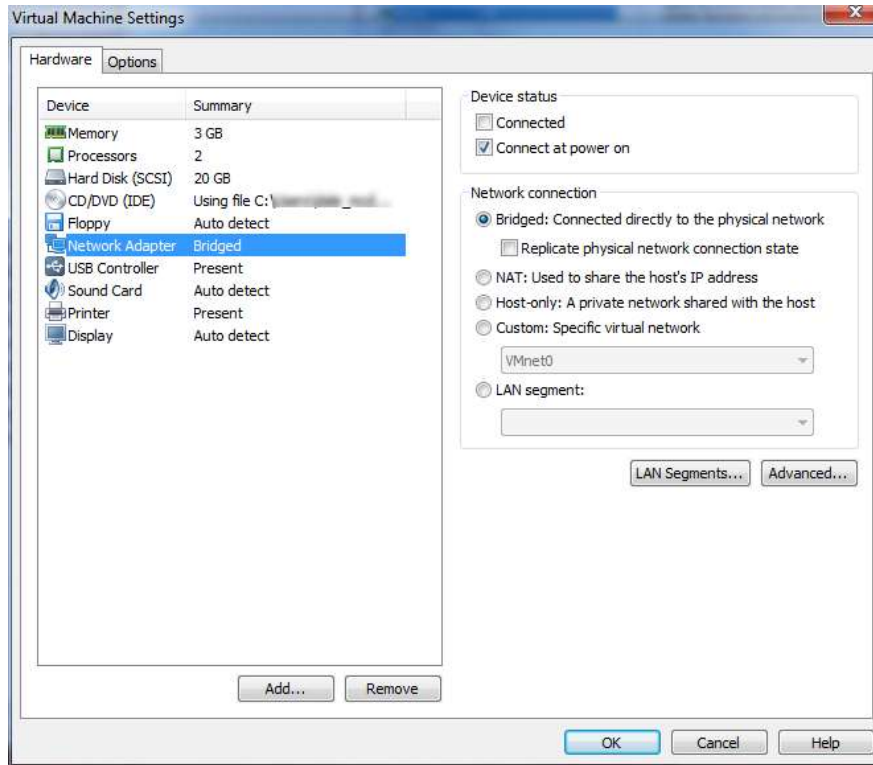 Virtual Machine Settings
Hardware
Options
Device Summary
Memory 3 GB
Processors 2
Hard Disk (SCSI) 20 GB
CD/DVD (IDE) Using file C:\
Floppy Auto detect
Network Adapter Bridged
USB Controller Present
Sound Card Auto detect
Printer Present
Display Auto detect
Add...
Remove
Device status
Connected
Connect at power on
Network connection
Bridged: Connected directly to the physical network
Replicate physical network connection state
NAT: Used to share the host's IP address
Host-only: A private network shared with the host
Custom: Specific virtual network
VMnet0
LAN segment:
LAN Segments...
Advanced...
OK
Cancel
Help